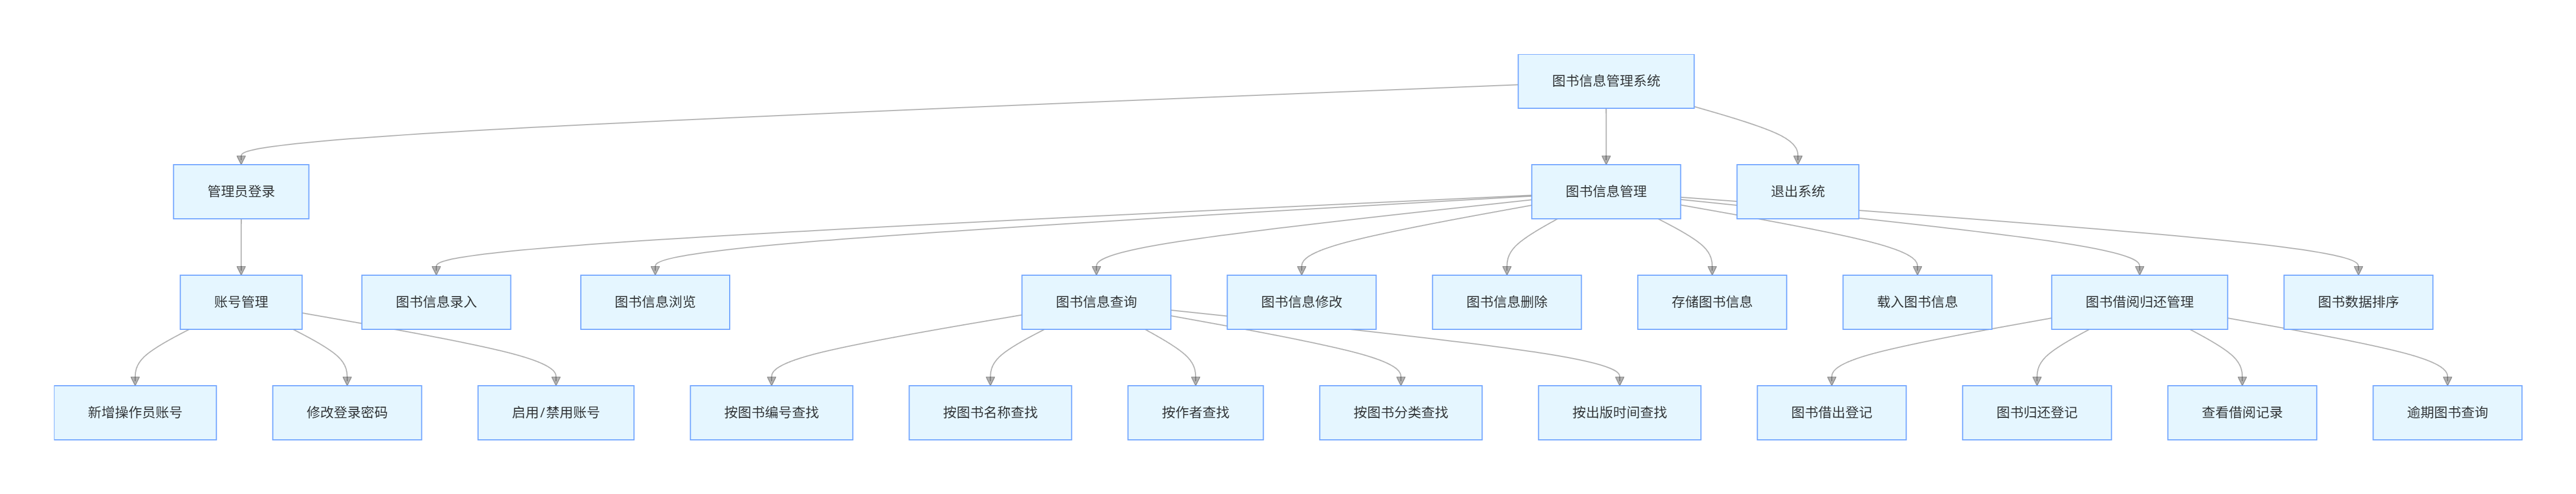 图书信息管理系统
管理员登录
图书信息管理
退出系统
账号管理
图书信息录入
图书信息浏览
图书信息查询
图书信息修改
图书信息删除
存储图书信息
载入图书信息
图书借阅归还管理
图书数据排序
新增操作员账号
修改登录密码
启用/禁用账号
按图书编号查找
按图书名称查找
按作者查找
按图书分类查找
按出版时间查找
图书借出登记
图书归还登记
查看借阅记录
逾期图书查询